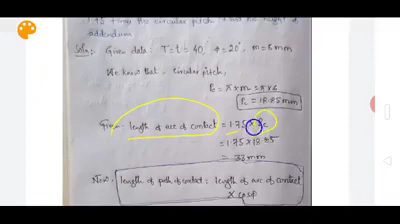 1.75 times the circular pitch. Find the height of
addendum
Soln: Given data: T = t = 40, φ = 20°, m = 6 mm
We know that, circular pitch,
Pc = π × m = π × 6
Pc = 18.85 mm
Given, length of arc of contact = 1.75 × Pc
= 1.75 × 18.85
= 33 mm
Now, length of path of contact = length of arc of contact
× cos φ